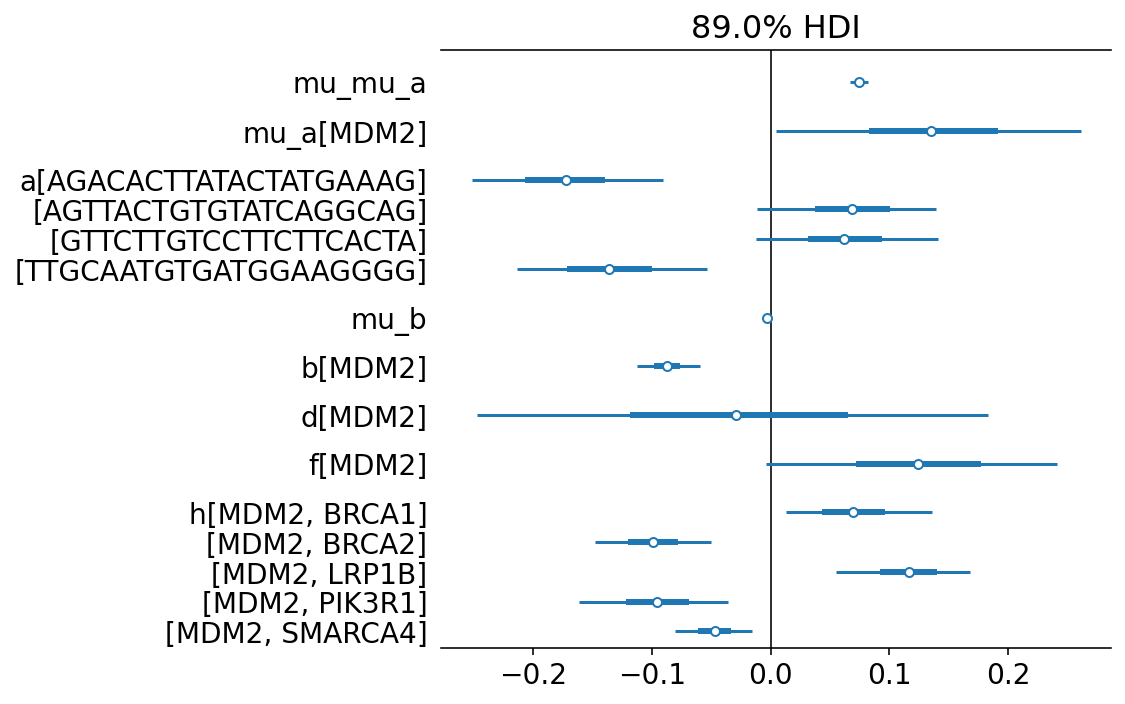 89.0% HDI
mu_mu_a
mu_a[MDM2]
a[AGACACTTATACTATGAAAG]
[AGTTACTGTGTATCAGGCAG]
[GTTCTTGTCCTTCTTCACTA]
[TTGCAATGTGATGGAAGGGG]
mu_b
b[MDM2]
d[MDM2]
f[MDM2]
h[MDM2, BRCA1]
[MDM2, BRCA2]
[MDM2, LRP1B]
[MDM2, PIK3R1]
[MDM2, SMARCA4]
−0.2 −0.1 0.0 0.1 0.2